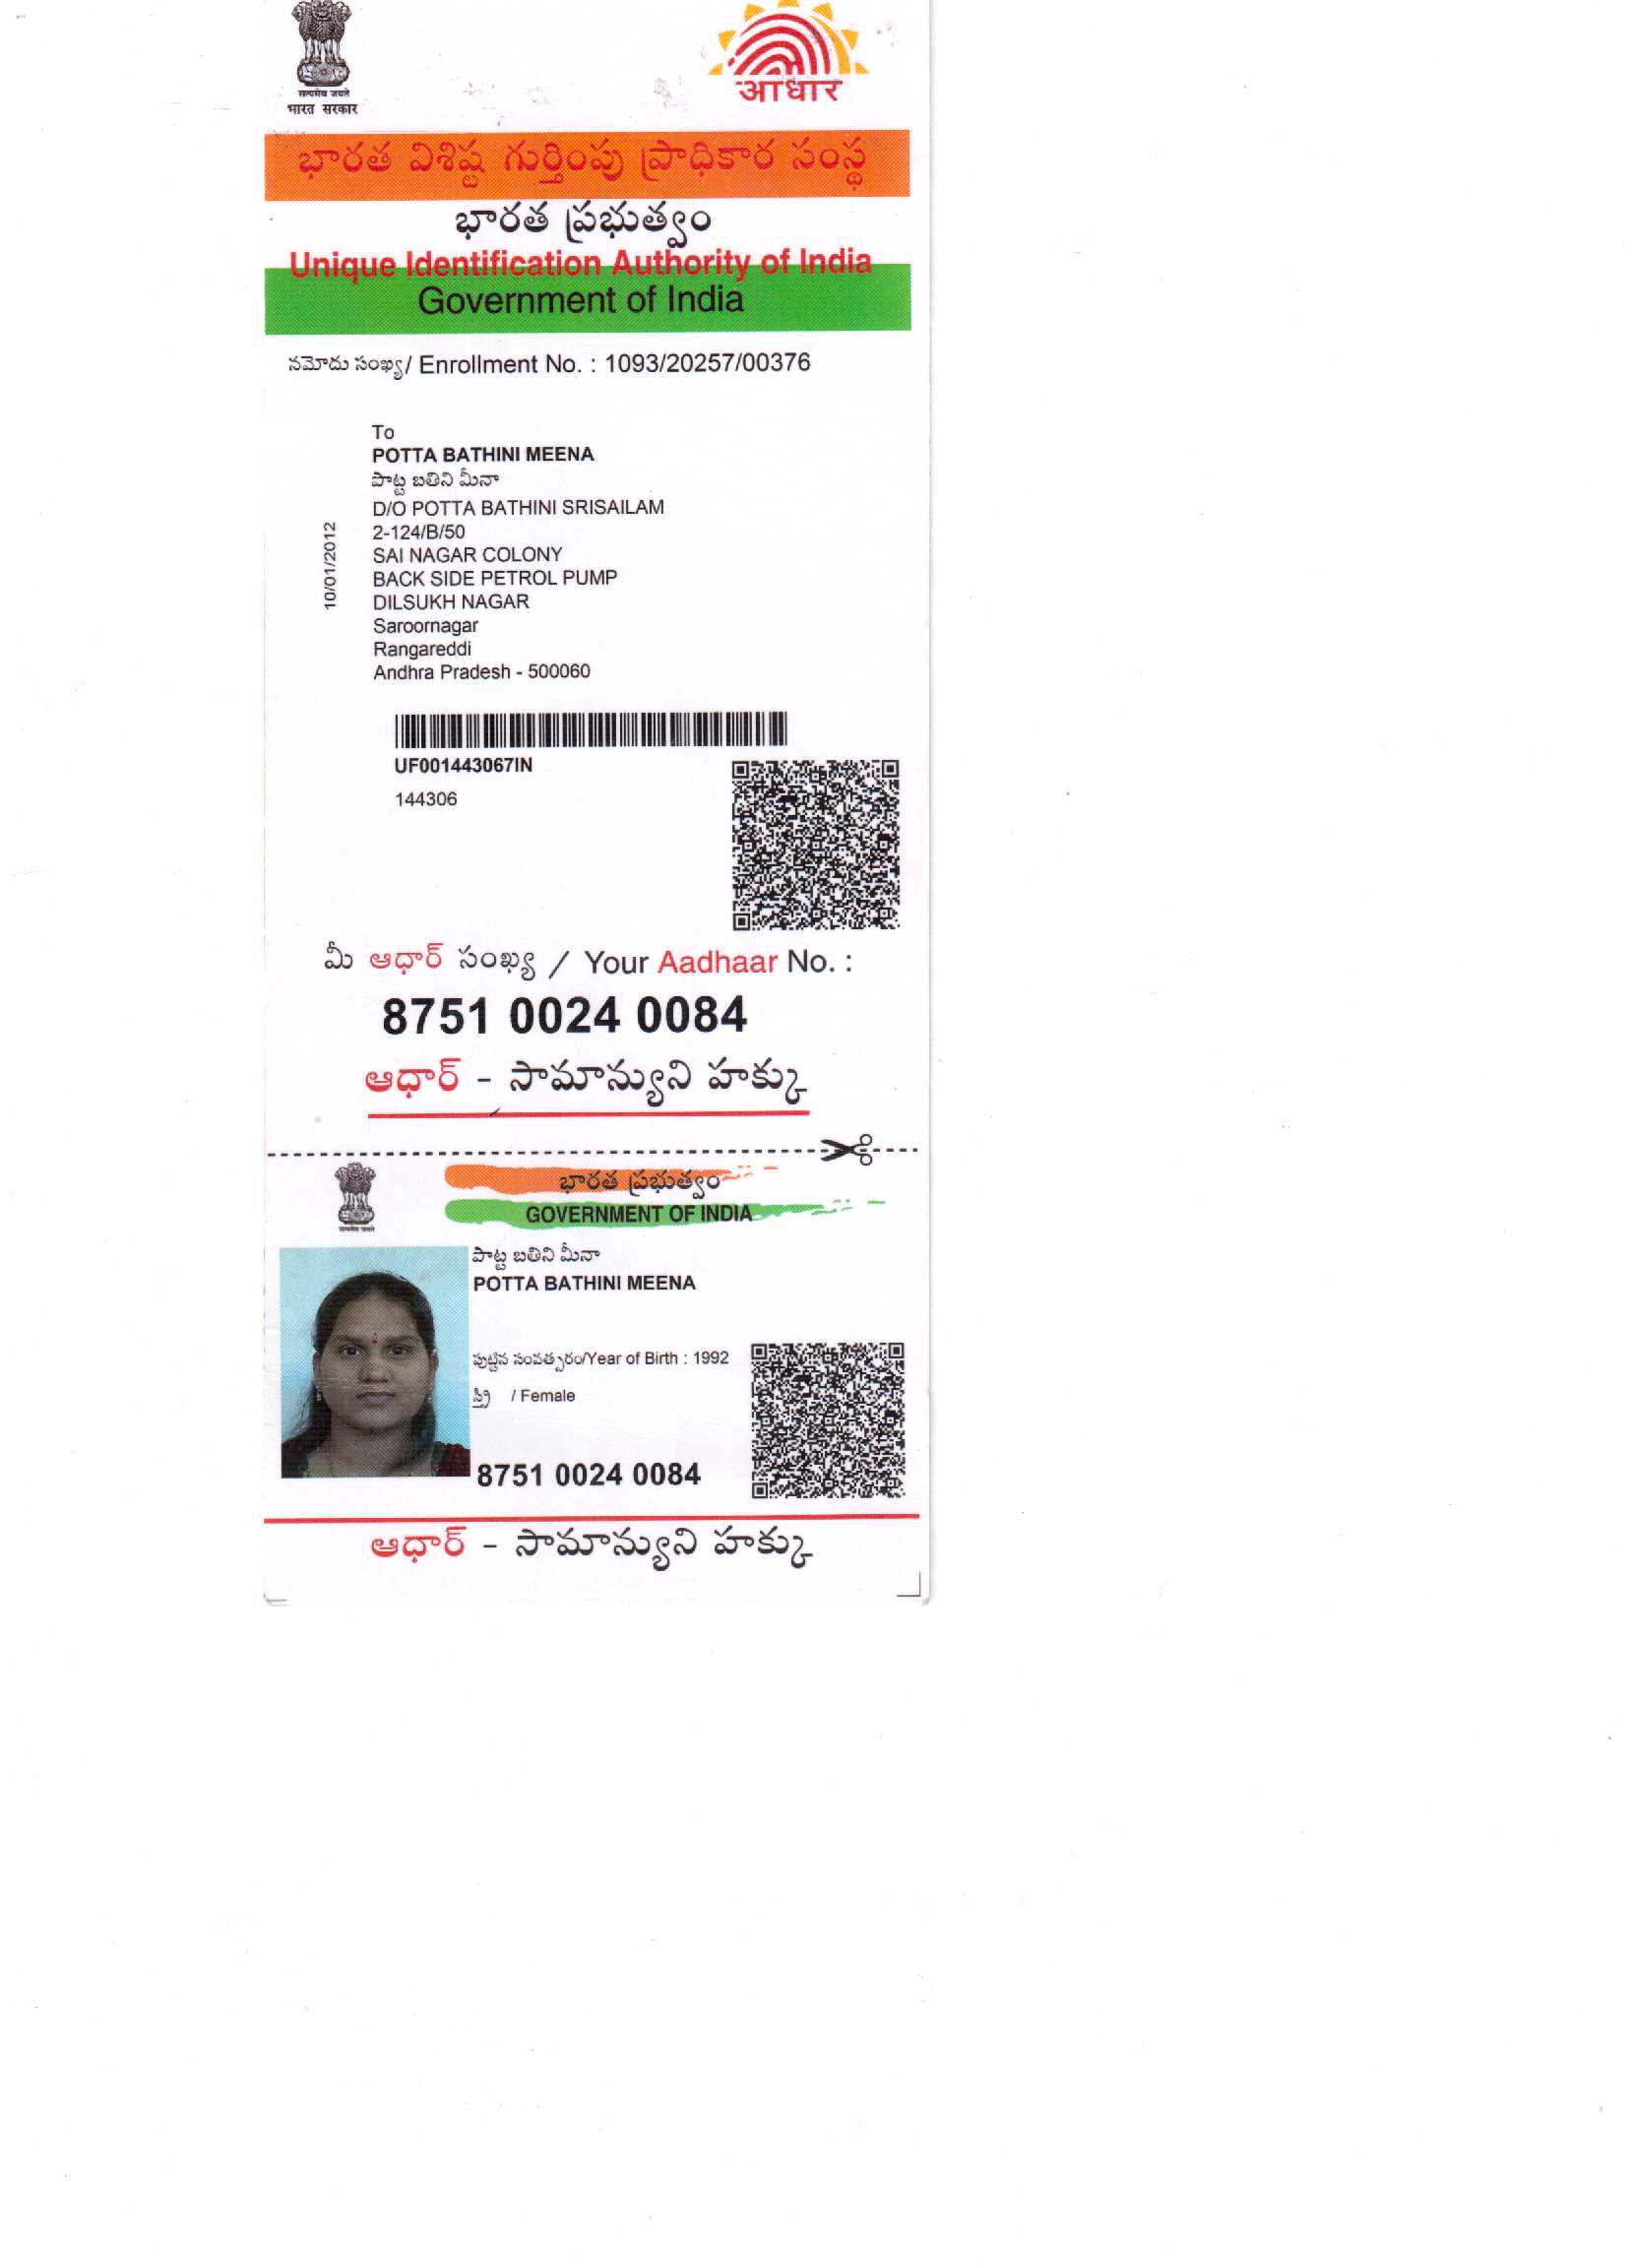 सत्यमेव जयते
भारत सरकार
आधार
భారత విశిష్ట గుర్తింపు ప్రాధికార సంస్థ
భారత ప్రభుత్వం
Unique Identification Authority of India
Government of India
నమోదు సంఖ్య/ Enrollment No. : 1093/20257/00376
To
POTTA BATHINI MEENA
పొట్ట బతిని మీనా
D/O POTTA BATHINI SRISAILAM
2-124/B/50
SAI NAGAR COLONY
BACK SIDE PETROL PUMP
DILSUKH NAGAR
Saroornagar
Rangareddi
Andhra Pradesh - 500060
10/01/2012
UF001443067IN
144306
మీ ఆధార్ సంఖ్య / Your Aadhaar No. :
8751 0024 0084
ఆధార్ - సామాన్యుని హక్కు
భారత ప్రభుత్వం
GOVERNMENT OF INDIA
सत्यमेव जयते
పొట్ట బతిని మీనా
POTTA BATHINI MEENA
పుట్టిన సంవత్సరం/Year of Birth : 1992
స్త్రీ / Female
8751 0024 0084
ఆధార్ - సామాన్యుని హక్కు